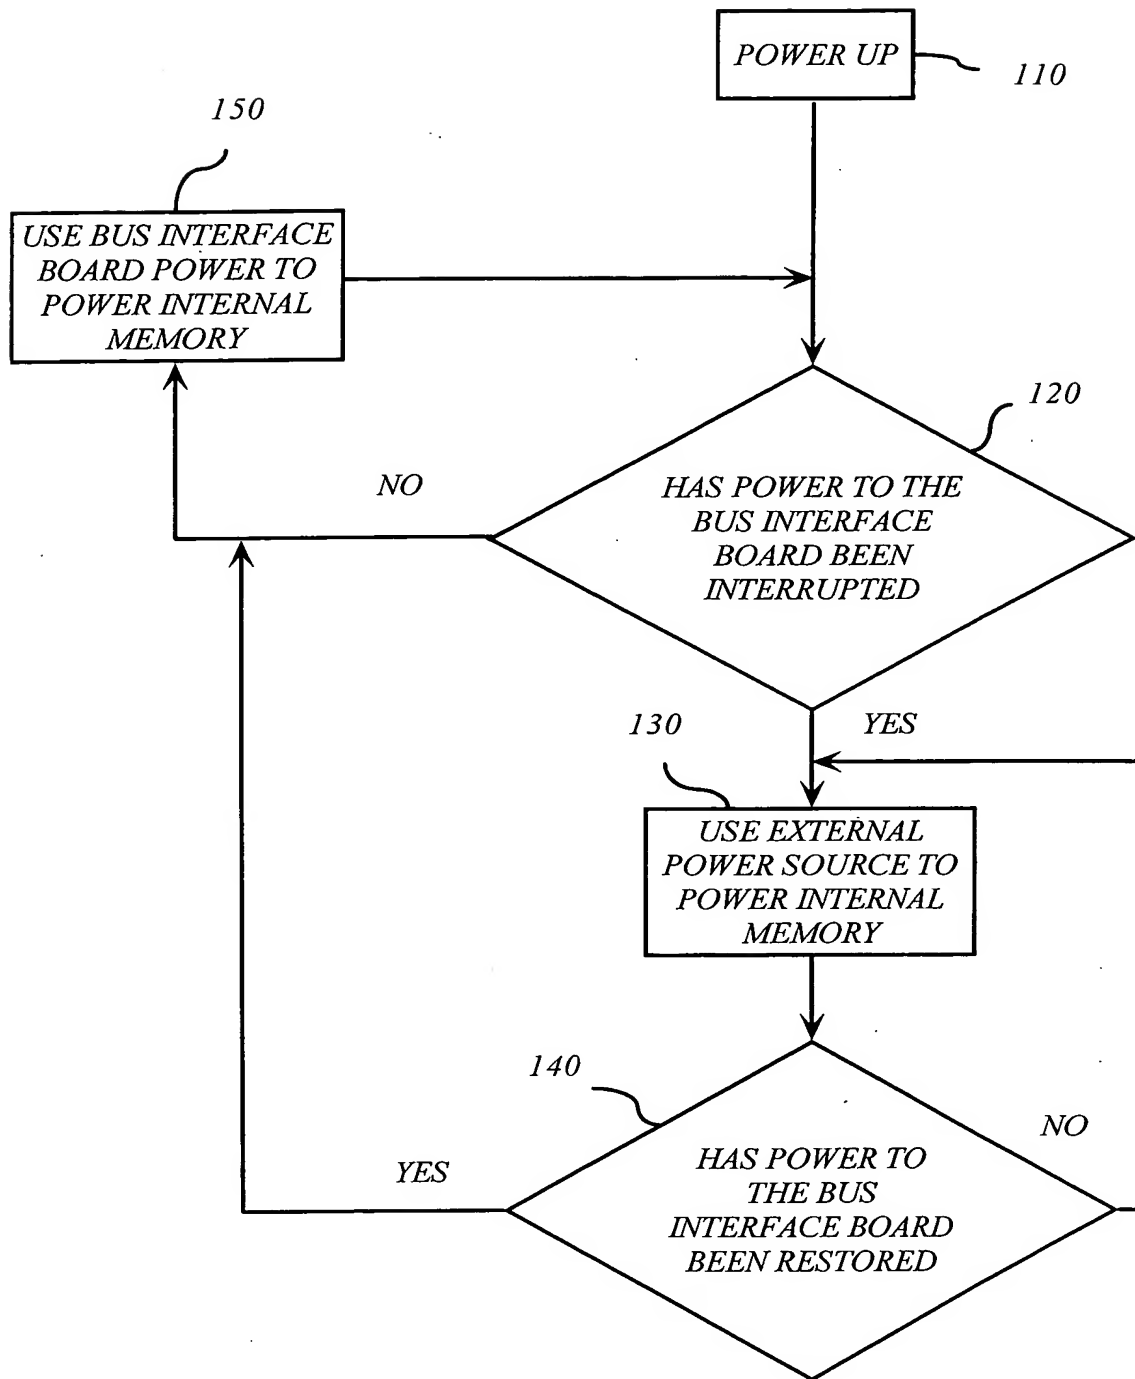 POWER UP
110
150
USE BUS INTERFACE
BOARD POWER TO
POWER INTERNAL
MEMORY
120
NO
HAS POWER TO THE
BUS INTERFACE
BOARD BEEN
INTERRUPTED
130
YES
USE EXTERNAL
POWER SOURCE TO
POWER INTERNAL
MEMORY
140
NO
YES
HAS POWER TO
THE BUS
INTERFACE BOARD
BEEN RESTORED